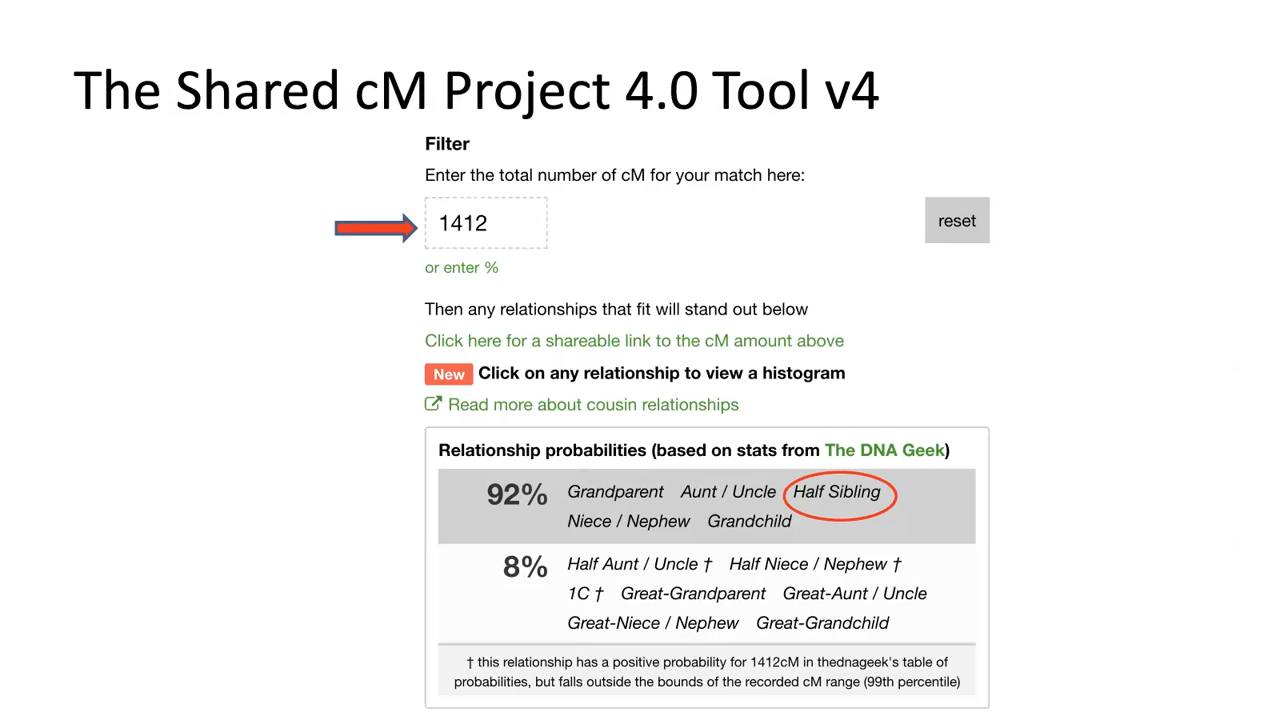 The Shared cM Project 4.0 Tool v4
Filter
Enter the total number of cM for your match here:
1412
reset
or enter %
Then any relationships that fit will stand out below
Click here for a shareable link to the cM amount above
New Click on any relationship to view a histogram
Read more about cousin relationships
Relationship probabilities (based on stats from The DNA Geek)
92% Grandparent Aunt / Uncle Half Sibling
Niece / Nephew Grandchild
8% Half Aunt / Uncle † Half Niece / Nephew †
1C † Great-Grandparent Great-Aunt / Uncle
Great-Niece / Nephew Great-Grandchild
† this relationship has a positive probability for 1412cM in thednageek's table of
probabilities, but falls outside the bounds of the recorded cM range (99th percentile)